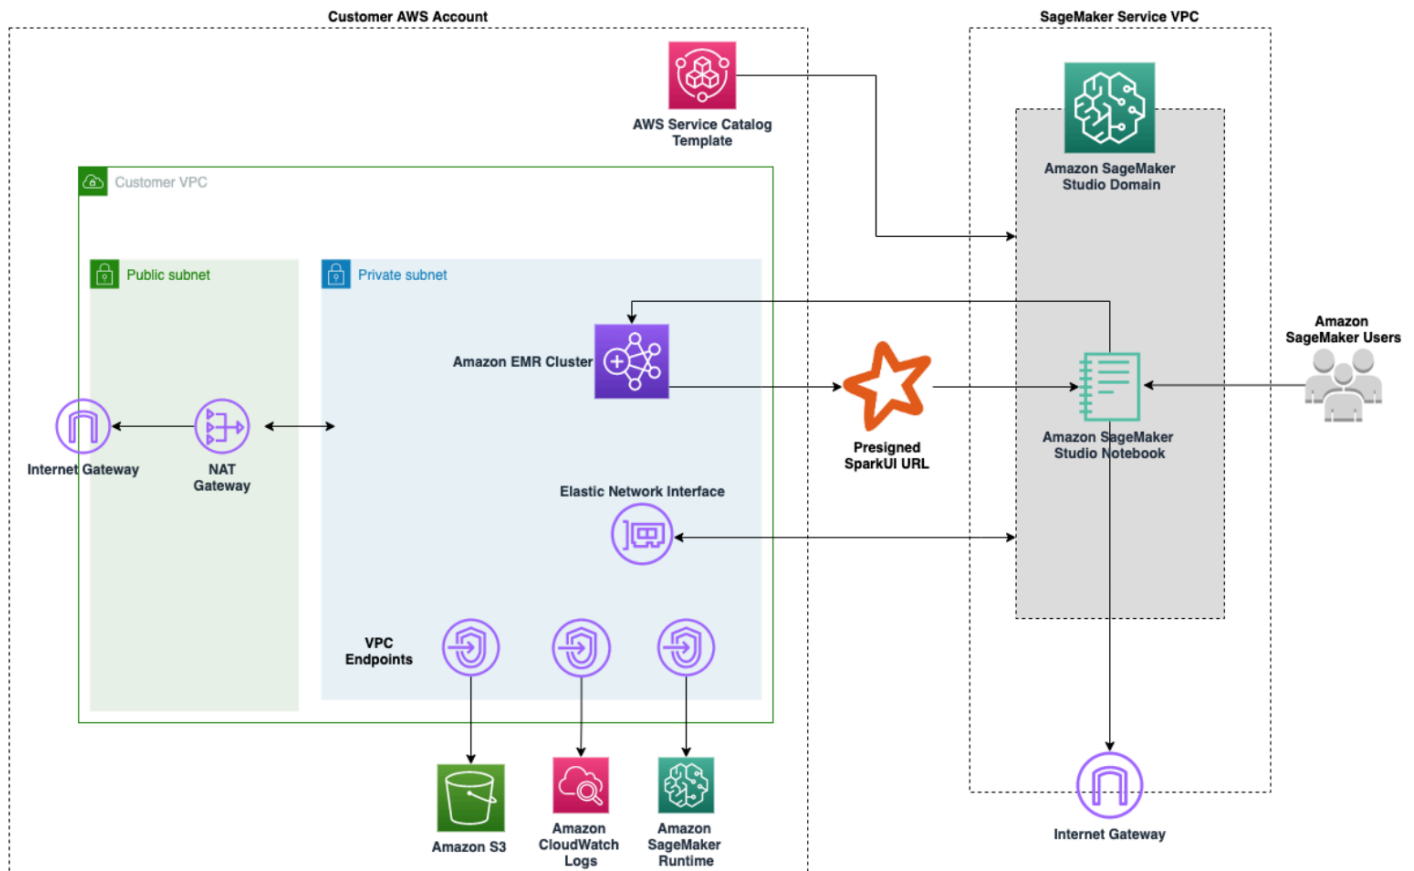 Customer AWS Account
SageMaker Service VPC
AWS Service Catalog
Template
Amazon SageMaker
Studio Domain
Customer VPC
Public subnet
Private subnet
Amazon
SageMaker Users
Amazon EMR Cluster
Presigned
SparkUI URL
Amazon SageMaker
Studio Notebook
Internet Gateway
NAT
Gateway
Elastic Network Interface
VPC
Endpoints
Amazon S3
Amazon
CloudWatch
Logs
Amazon
SageMaker
Runtime
Internet Gateway